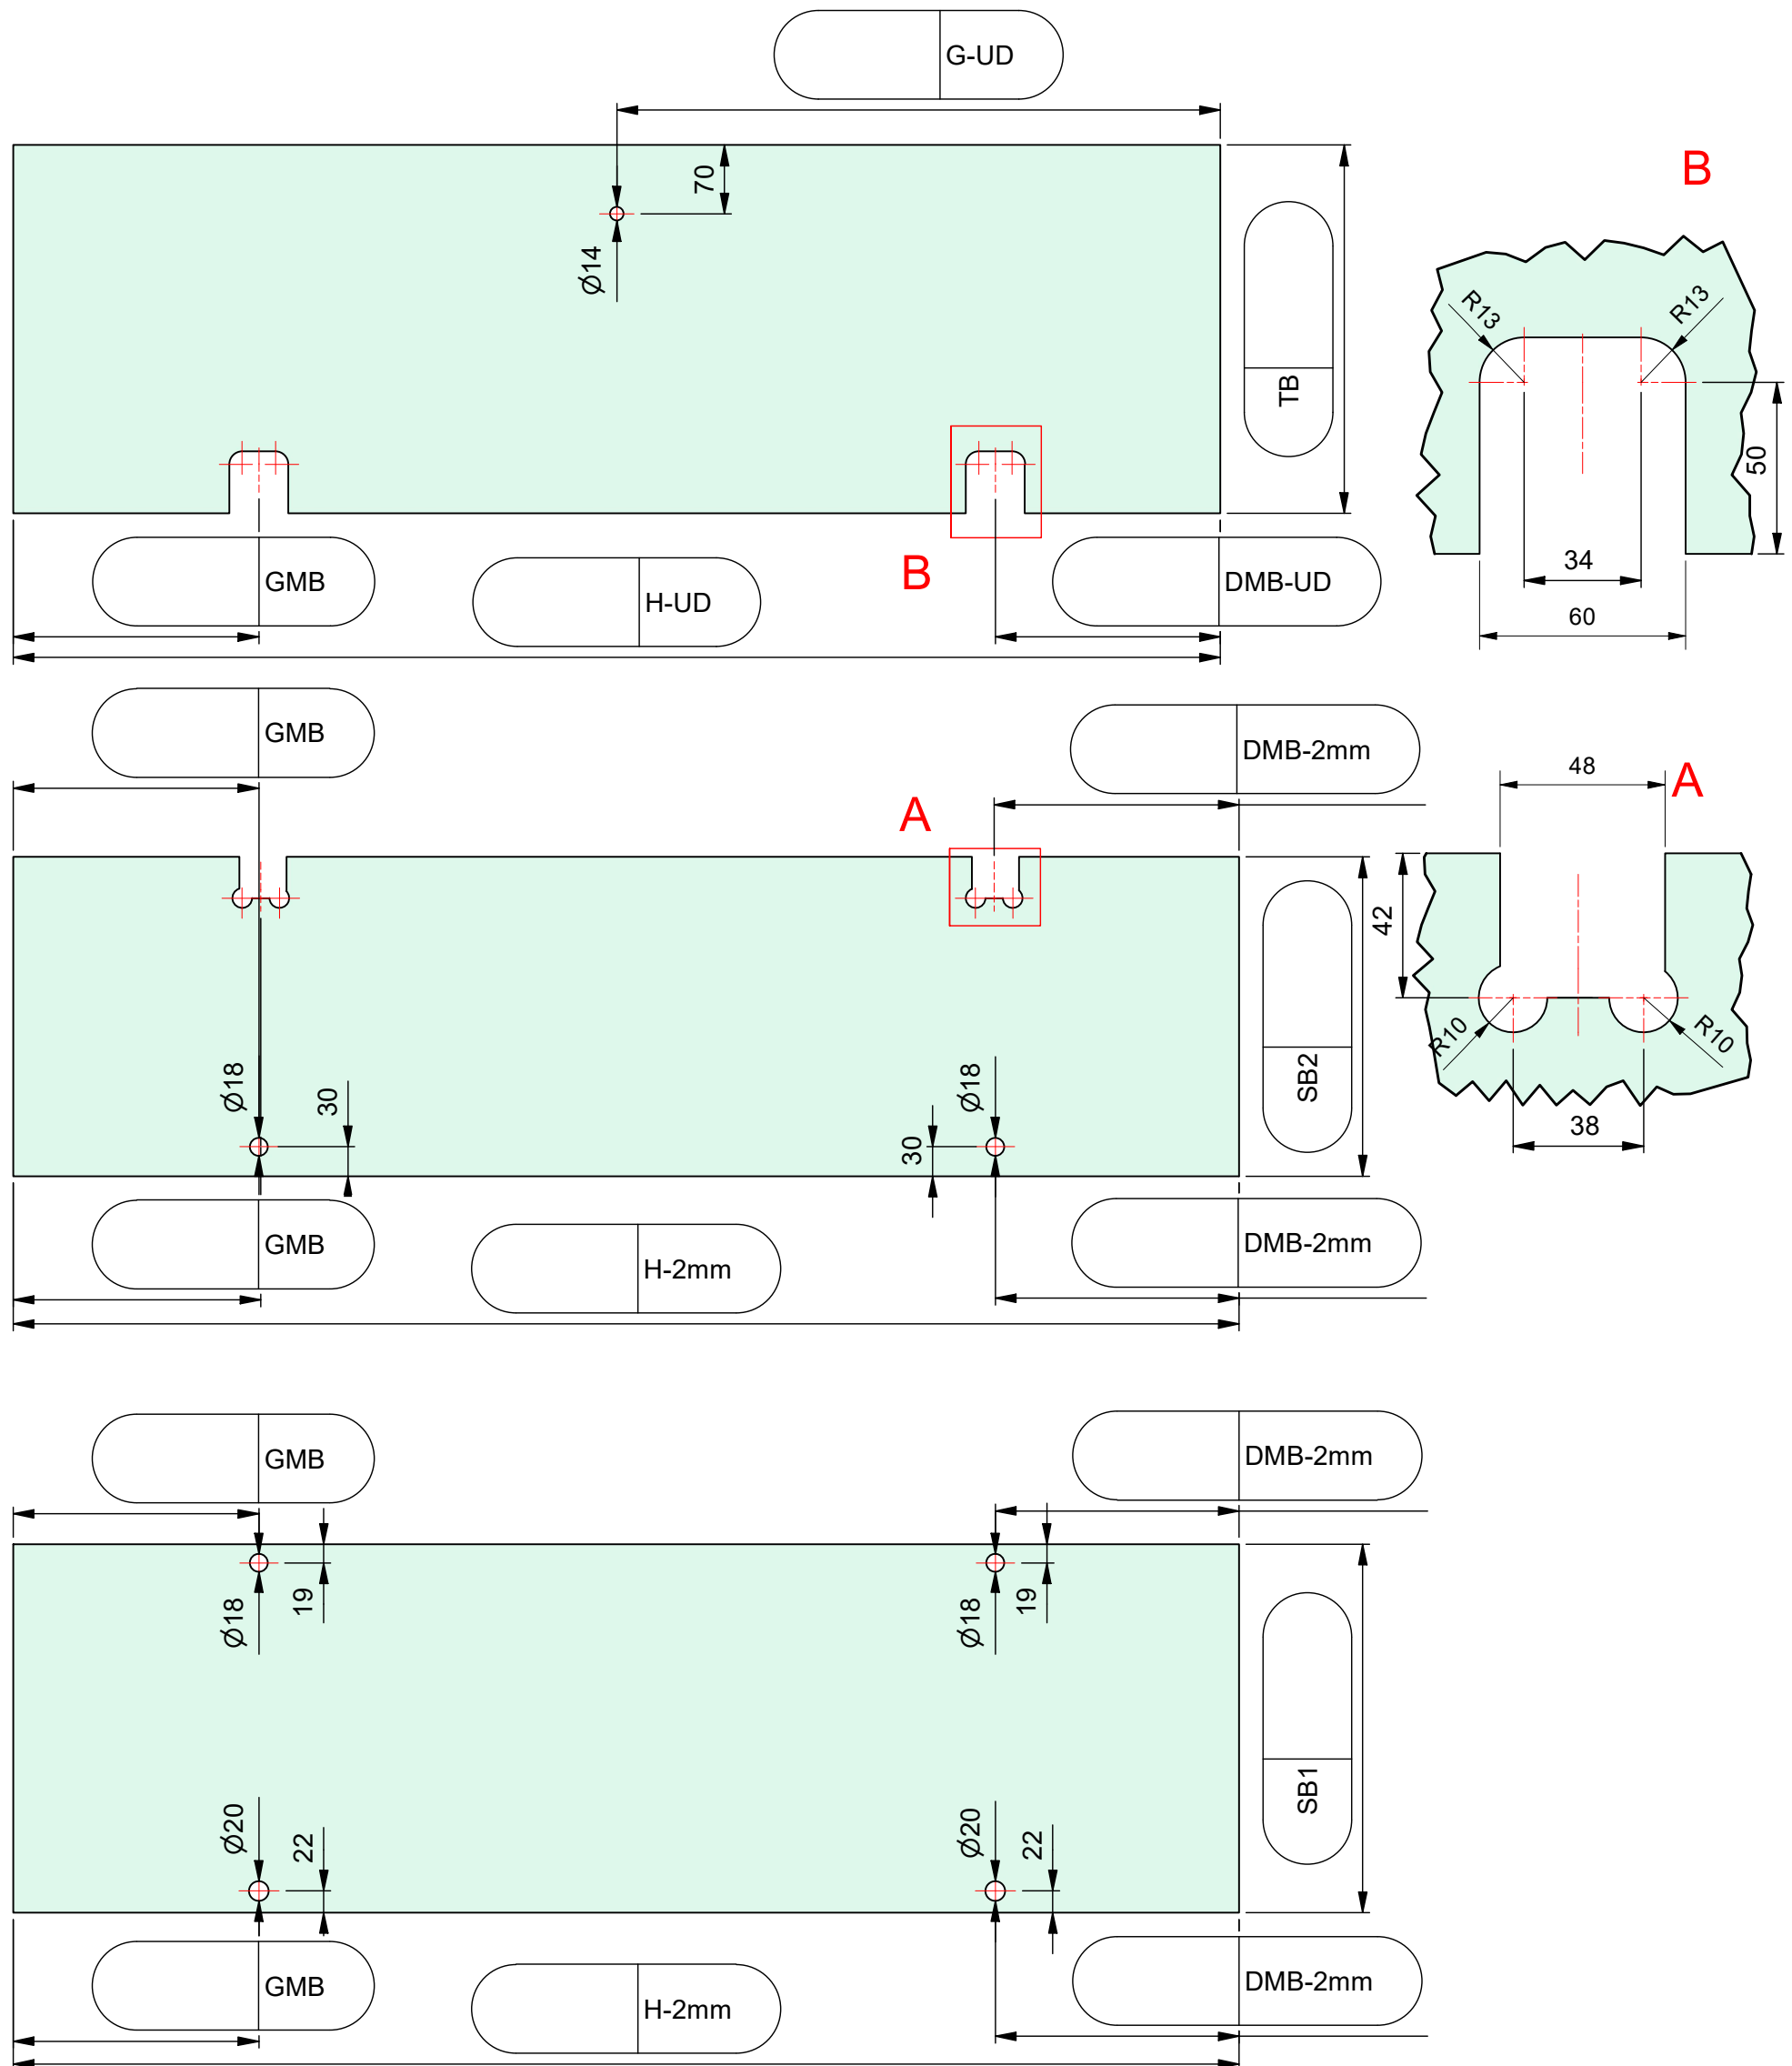 G-UD
70
Ø14
TB
B
R13
R13
50
34
60
GMB
H-UD
B
DMB-UD
GMB
DMB-2mm
A
48
A
42
R10
R10
38
Ø18
30
Ø18
30
SB2
GMB
H-2mm
DMB-2mm
GMB
DMB-2mm
Ø18
19
Ø18
19
SB1
Ø20
22
Ø20
22
GMB
H-2mm
DMB-2mm